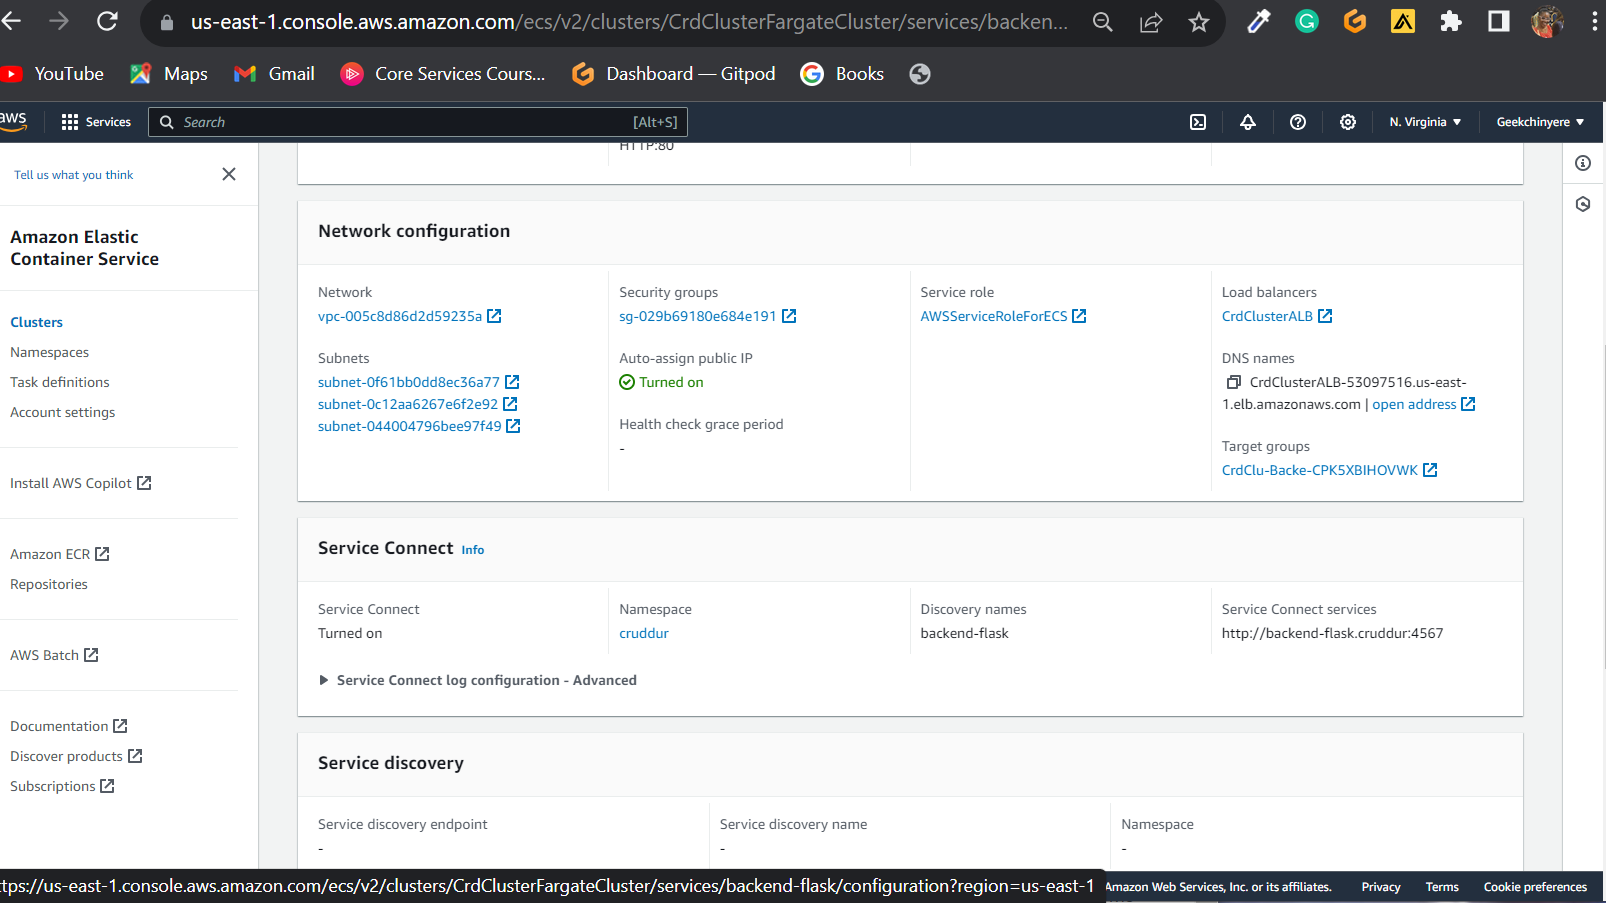 us-east-1.console.aws.amazon.com/ecs/v2/clusters/CrdClusterFargateCluster/services/backen...
YouTube Maps Gmail Core Services Cours... Dashboard — Gitpod Books
aws Services Search [Alt+S] N. Virginia Geekchinyere
Tell us what you think
Amazon Elastic
Container Service
Clusters
Namespaces
Task definitions
Account settings
Install AWS Copilot
Amazon ECR
Repositories
AWS Batch
Documentation
Discover products
Subscriptions
HTTP:80
Network configuration
Network
vpc-005c8d86d2d59235a
Subnets
subnet-0f61bb0dd8ec36a77
subnet-0c12aa6267e6f2e92
subnet-044004796bee97f49
Security groups
sg-029b69180e684e191
Auto-assign public IP
Turned on
Health check grace period
-
Service role
AWSServiceRoleForECS
Load balancers
CrdClusterALB
DNS names
CrdClusterALB-53097516.us-east-
1.elb.amazonaws.com | open address
Target groups
CrdClu-Backe-CPK5XBIHOVWK
Service Connect Info
Service Connect
Turned on
Namespace
cruddur
Discovery names
backend-flask
Service Connect services
http://backend-flask.cruddur:4567
Service Connect log configuration - Advanced
Service discovery
Service discovery endpoint
-
Service discovery name
-
Namespace
-
ttps://us-east-1.console.aws.amazon.com/ecs/v2/clusters/CrdClusterFargateCluster/services/backend-flask/configuration?region=us-east-1
Amazon Web Services, Inc. or its affiliates. Privacy Terms Cookie preferences